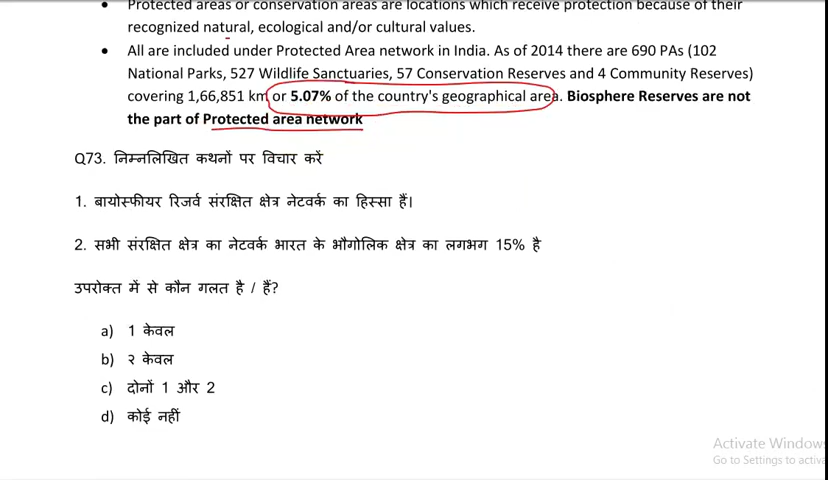 Protected areas or conservation areas are locations which receive protection because of their
recognized natural, ecological and/or cultural values.
All are included under Protected Area network in India. As of 2014 there are 690 PAs (102
National Parks, 527 Wildlife Sanctuaries, 57 Conservation Reserves and 4 Community Reserves)
covering 1,66,851 km or 5.07% of the country's geographical area. Biosphere Reserves are not
the part of Protected area network
Q73. निम्नलिखित कथनों पर विचार करें
1. बायोस्फीयर रिजर्व संरक्षित क्षेत्र नेटवर्क का हिस्सा हैं।
2. सभी संरक्षित क्षेत्र का नेटवर्क भारत के भौगोलिक क्षेत्र का लगभग 15% है
उपरोक्त में से कौन गलत है / हैं?
a) 1 केवल
b) २ केवल
c) दोनों 1 और 2
d) कोई नहीं
Activate Window
Go to Settings to activa